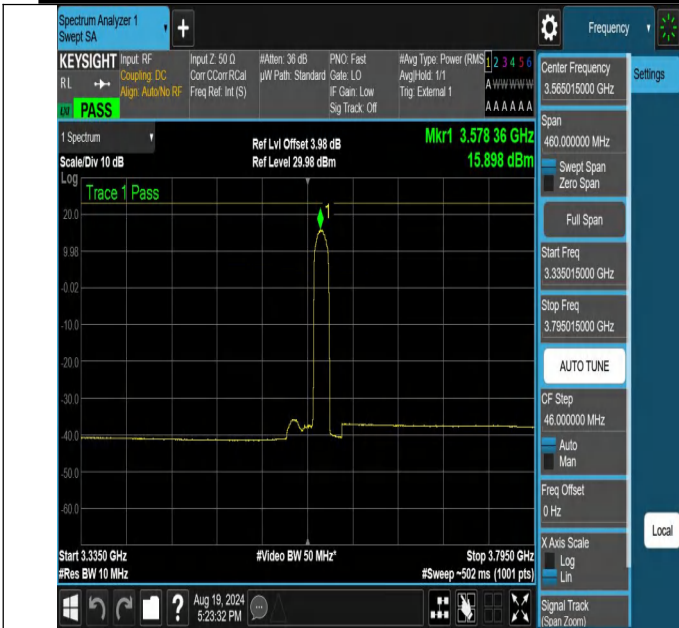 Spectrum Analyzer 1
Swept SA
+
Frequency
KEYSIGHT
RL
PASS
Input: RF
Coupling: DC
Align: Auto/No RF
Input Z: 50 Ω
Corr CCorr RCal
Freq Ref: Int (S)
#Atten: 36 dB
µW Path: Standard
PNO: Fast
Gate: LO
IF Gain: Low
Sig Track: Off
#Avg Type: Power (RMS
Avg|Hold: 1/1
Trig: External 1
1 2 3 4 5 6
A W W W W W
A A A A A A
1 Spectrum
Scale/Div 10 dB
Ref Lvl Offset 3.98 dB
Ref Level 29.98 dBm
Mkr1 3.578 36 GHz
15.898 dBm
Log
Trace 1 Pass
1
20.0
9.98
-0.02
-10.0
-20.0
-30.0
-40.0
-50.0
-60.0
Start 3.3350 GHz
#Res BW 10 MHz
#Video BW 50 MHz*
Stop 3.7950 GHz
#Sweep ~502 ms (1001 pts)
?
Aug 19, 2024
5:23:32 PM
Center Frequency
3.565015000 GHz
Settings
Span
460.000000 MHz
Swept Span
Zero Span
Full Span
Start Freq
3.335015000 GHz
Stop Freq
3.795015000 GHz
AUTO TUNE
CF Step
46.000000 MHz
Auto
Man
Freq Offset
0 Hz
Local
X Axis Scale
Log
Lin
Signal Track
(Span Zoom)